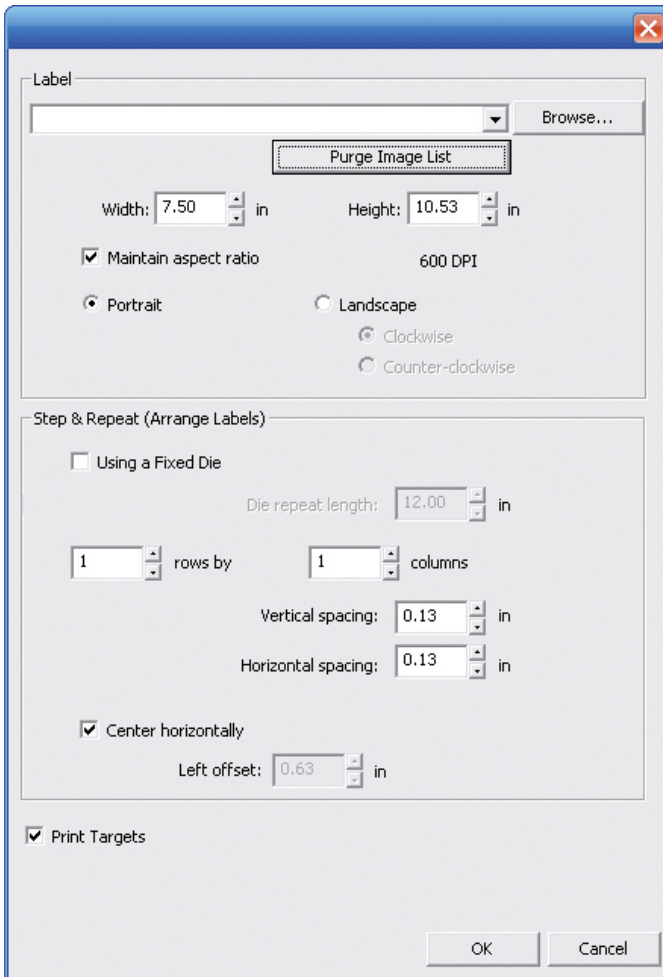 Label
Browse...
Purge Image List
Width: 7.50 in Height: 10.53 in
Maintain aspect ratio 600 DPI
Portrait Landscape
Clockwise
Counter-clockwise
Step & Repeat (Arrange Labels)
Using a Fixed Die
Die repeat length: 12.00 in
1 rows by 1 columns
Vertical spacing: 0.13 in
Horizontal spacing: 0.13 in
Center horizontally
Left offset: 0.63 in
Print Targets
OK Cancel